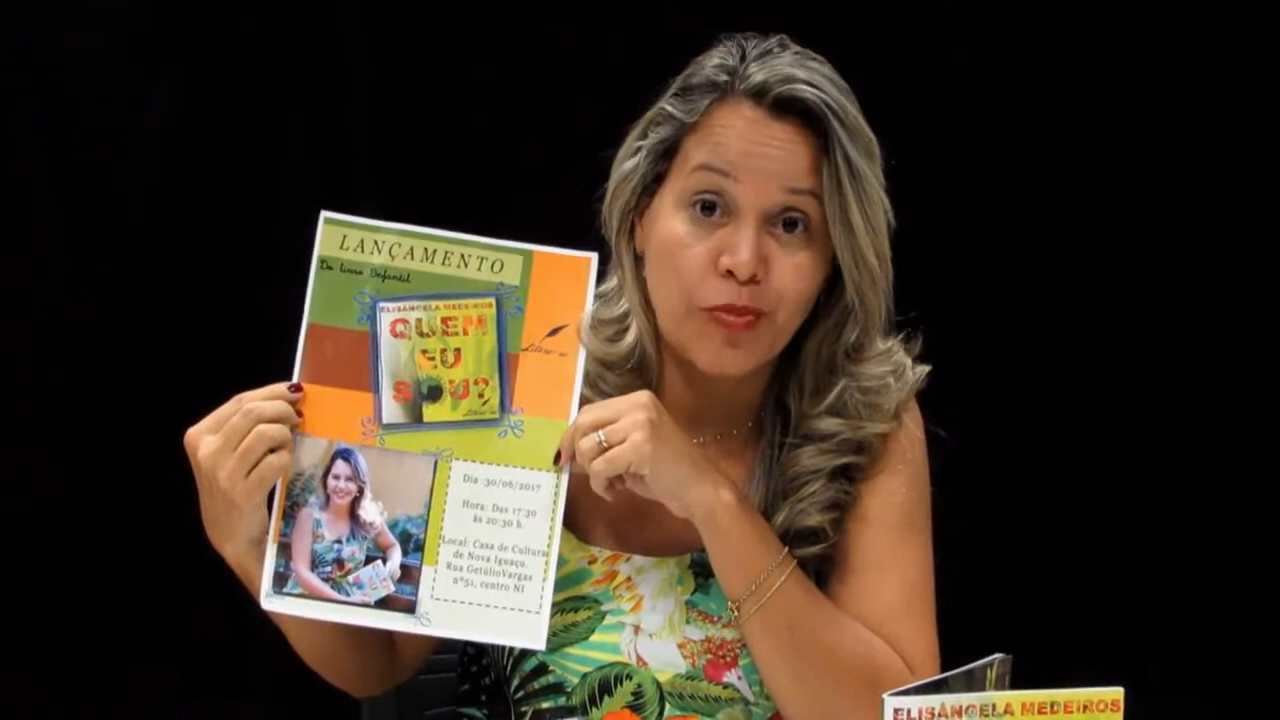 LANÇAMENTO
Do livro Infantil
ELISÂNGELA MEDEIROS
QUEM
EU
SOU?
Dia :30/06/2017
Hora: Das 17:30
às 20:30 h.
Local: Casa de Cultura
de Nova Iguaçu.
Rua GetúlioVargas
nº51, centro NI
ELISÂNGELA MEDEIROS